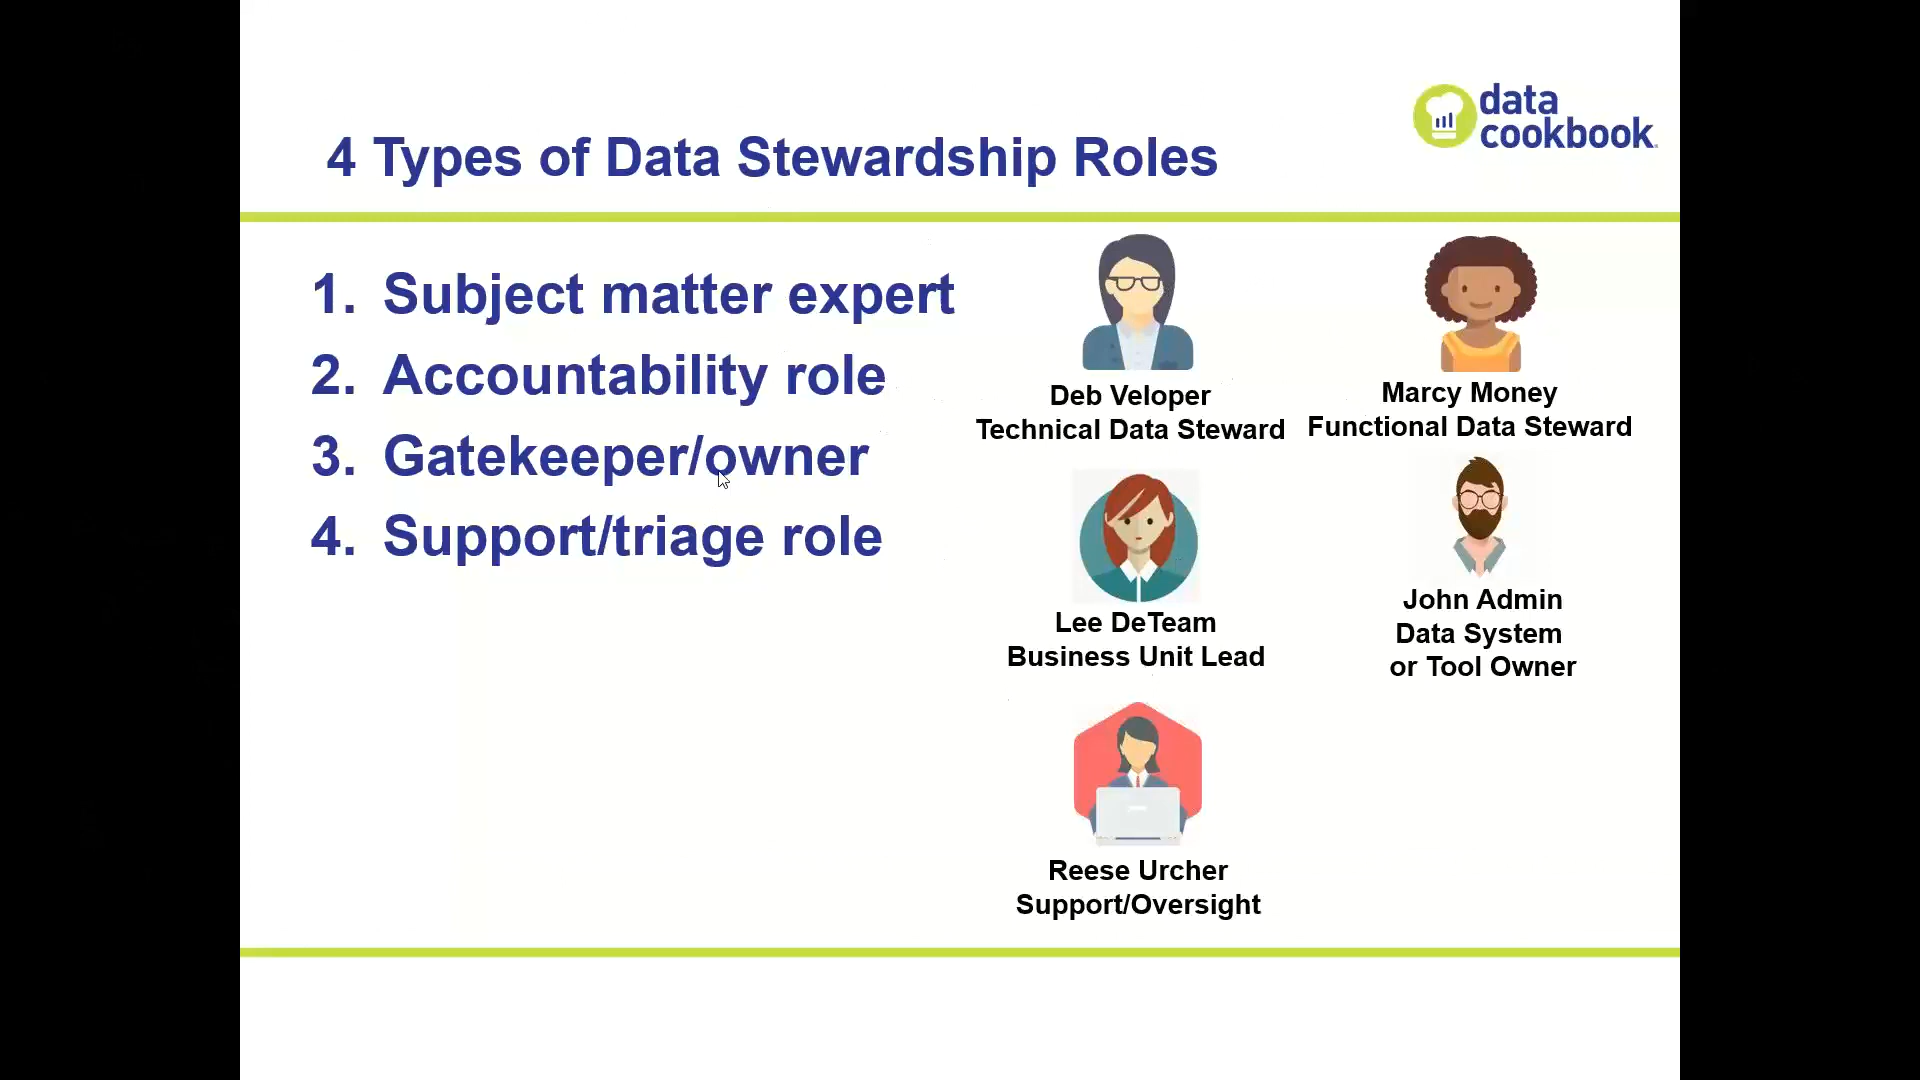 data
cookbook
4 Types of Data Stewardship Roles
1. Subject matter expert
2. Accountability role
3. Gatekeeper/owner
4. Support/triage role
Deb Veloper
Technical Data Steward
Marcy Money
Functional Data Steward
Lee DeTeam
Business Unit Lead
John Admin
Data System
or Tool Owner
Reese Urcher
Support/Oversight